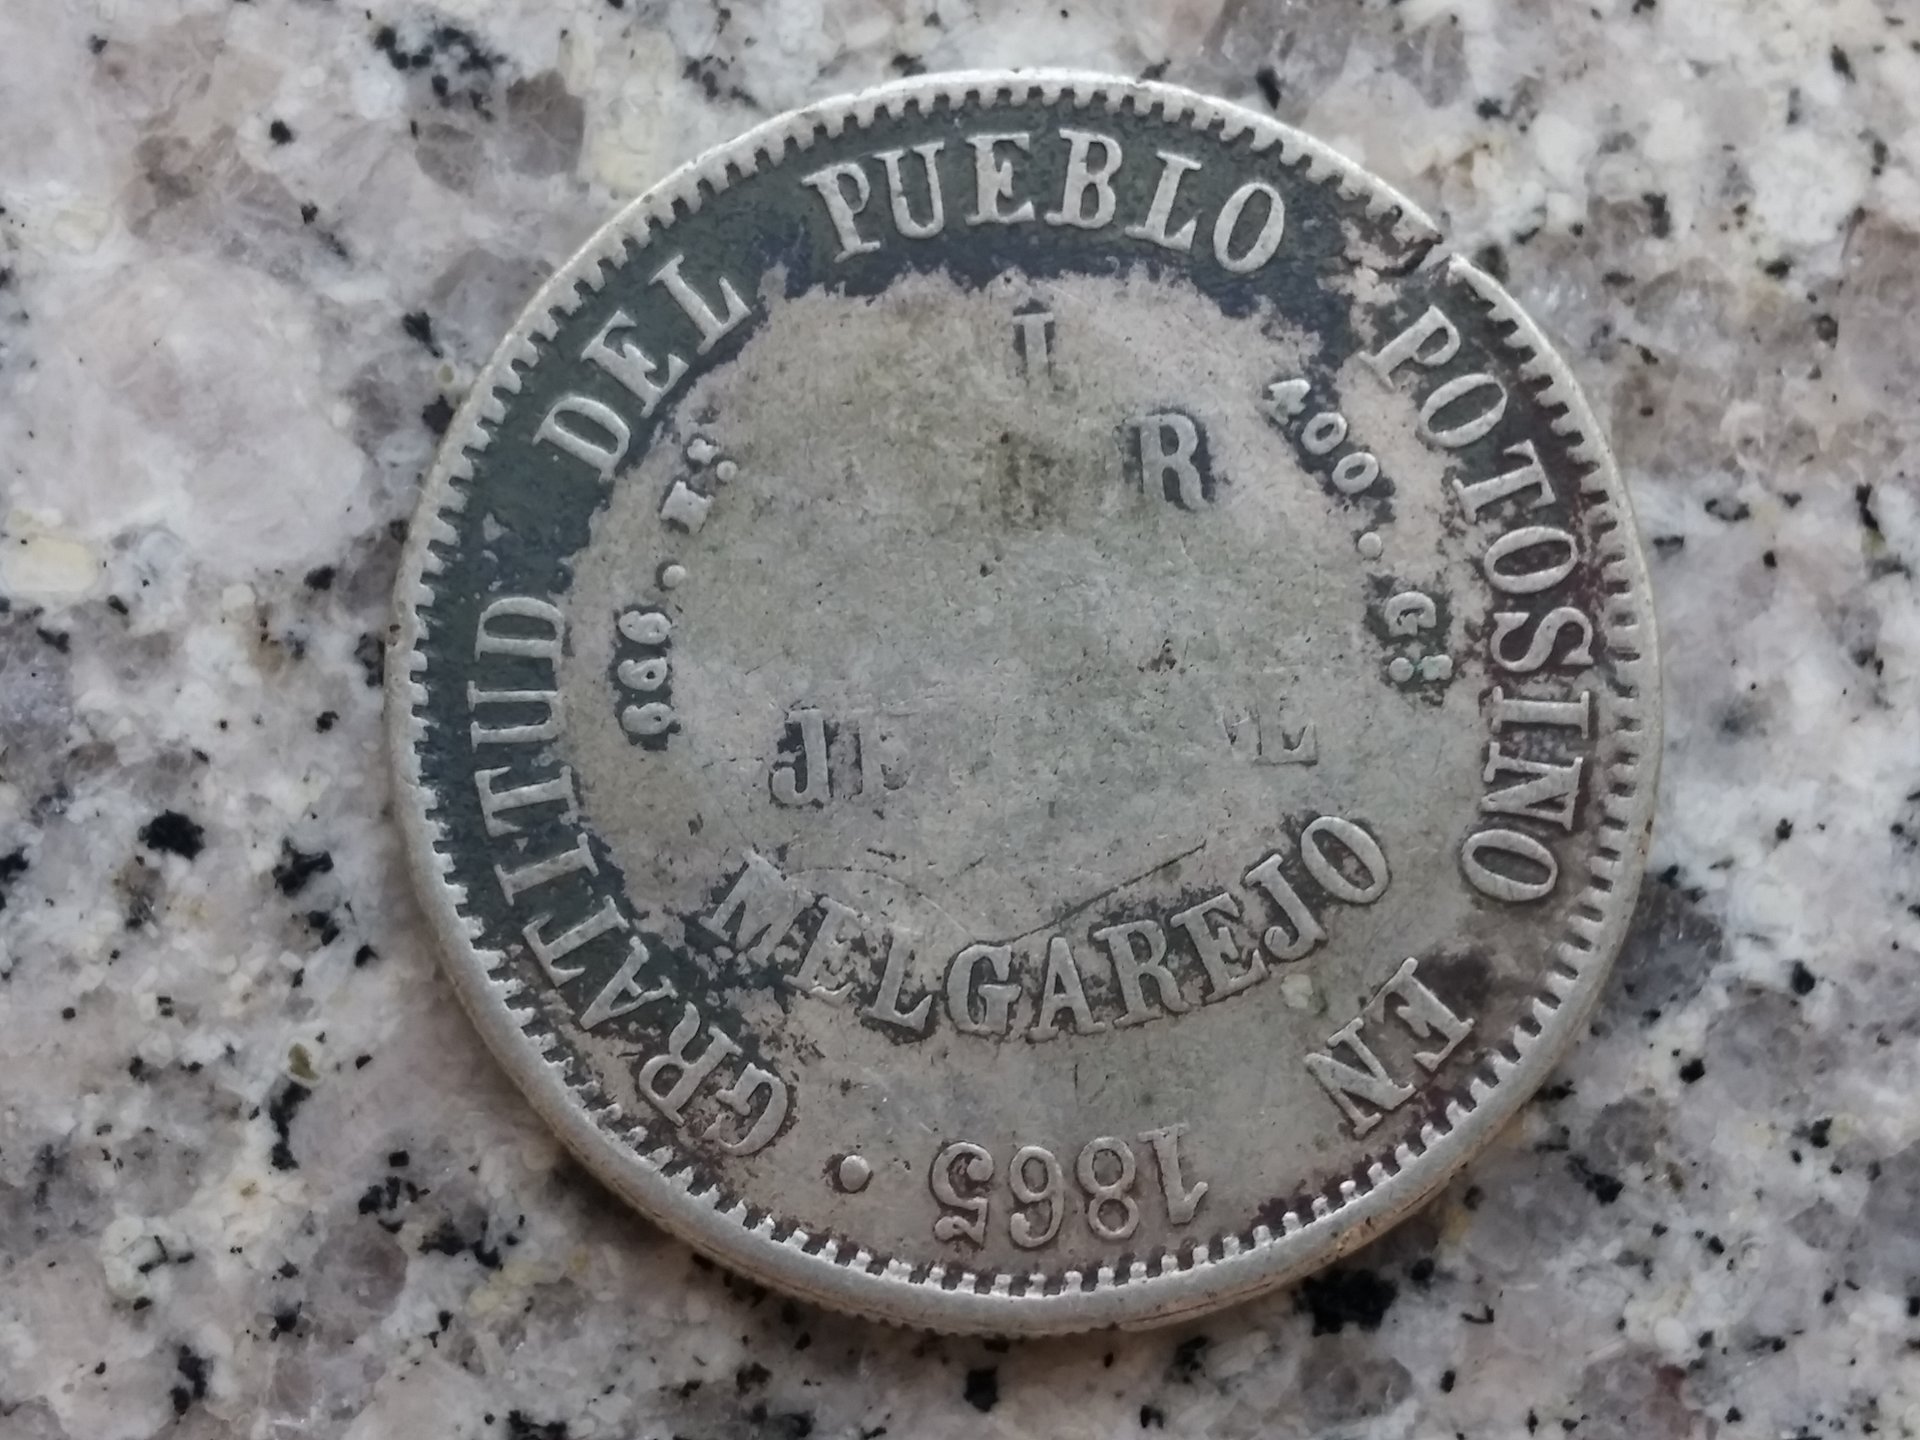 GRATITUD DEL PUEBLO POTOSINO EN 1865 •
666 . M:
400 . G:
R
MELGAREJO